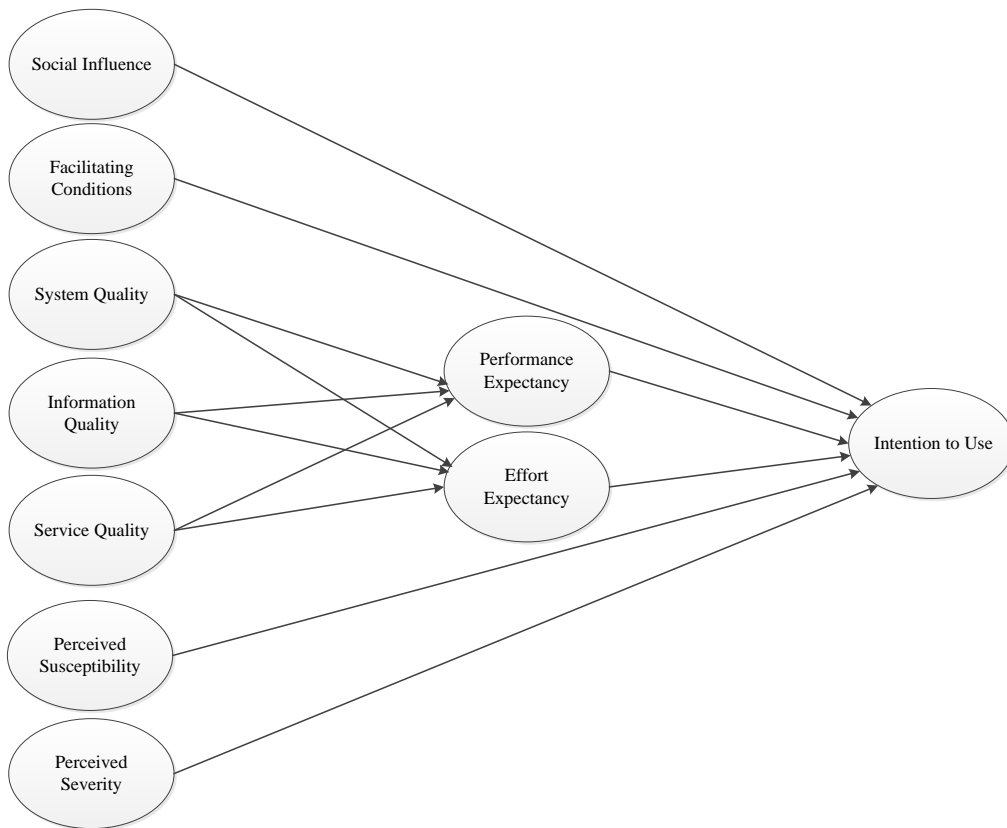 Social Influence
Facilitating
Conditions
System Quality
Information
Quality
Service Quality
Perceived
Susceptibility
Perceived
Severity
Performance
Expectancy
Effort
Expectancy
Intention to Use